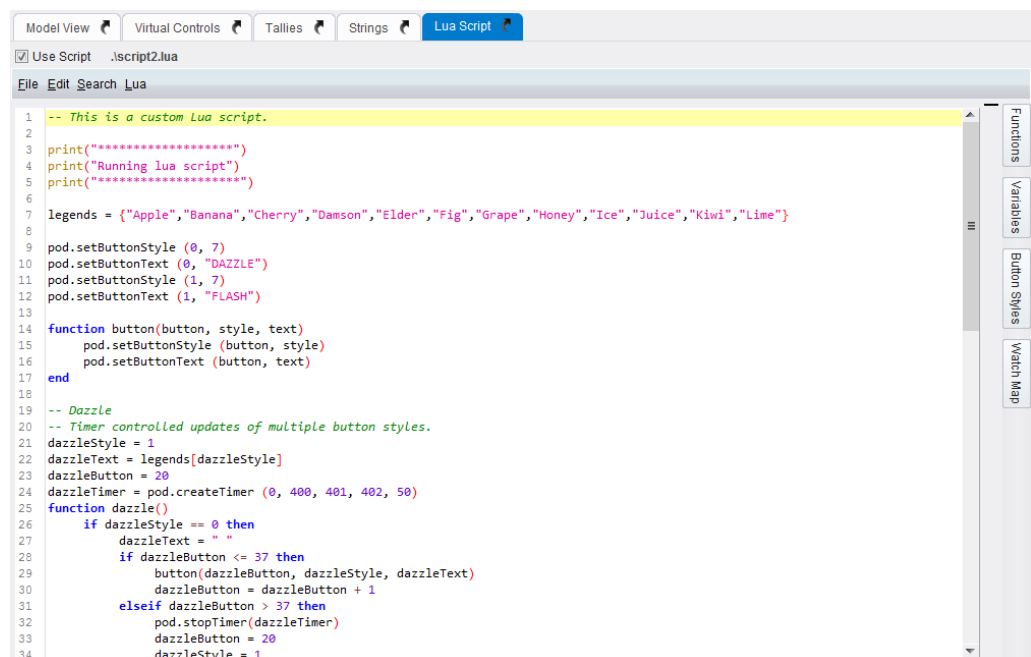 Model View Virtual Controls Tallies Strings Lua Script
Use Script .\script2.lua
File Edit Search Lua
1 -- This is a custom Lua script.
2
3 print("*******************")
4 print("Running lua script")
5 print("********************")
6
7 legends = {"Apple","Banana","Cherry","Damson","Elder","Fig","Grape","Honey","Ice","Juice","Kiwi","Lime"}
8
9 pod.setButtonStyle (0, 7)
10 pod.setButtonText (0, "DAZZLE")
11 pod.setButtonStyle (1, 7)
12 pod.setButtonText (1, "FLASH")
13
14 function button(button, style, text)
15 pod.setButtonStyle (button, style)
16 pod.setButtonText (button, text)
17 end
18
19 -- Dazzle
20 -- Timer controlled updates of multiple button styles.
21 dazzleStyle = 1
22 dazzleText = legends[dazzleStyle]
23 dazzleButton = 20
24 dazzleTimer = pod.createTimer (0, 400, 401, 402, 50)
25 function dazzle()
26 if dazzleStyle == 0 then
27 dazzleText = " "
28 if dazzleButton <= 37 then
29 button(dazzleButton, dazzleStyle, dazzleText)
30 dazzleButton = dazzleButton + 1
31 elseif dazzleButton > 37 then
32 pod.stopTimer(dazzleTimer)
33 dazzleButton = 20
34 dazzleStyle = 1
Functions
Variables
Button Styles
Watch Map